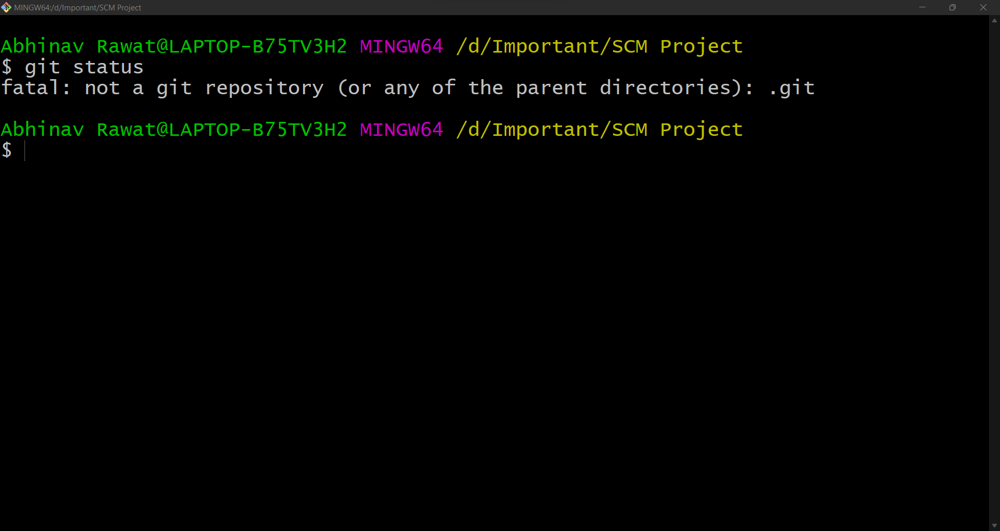 MINGW64:/d/Important/SCM Project
Abhinav Rawat@LAPTOP-B75TV3H2 MINGW64 /d/Important/SCM Project
$ git status
fatal: not a git repository (or any of the parent directories): .git
Abhinav Rawat@LAPTOP-B75TV3H2 MINGW64 /d/Important/SCM Project
$